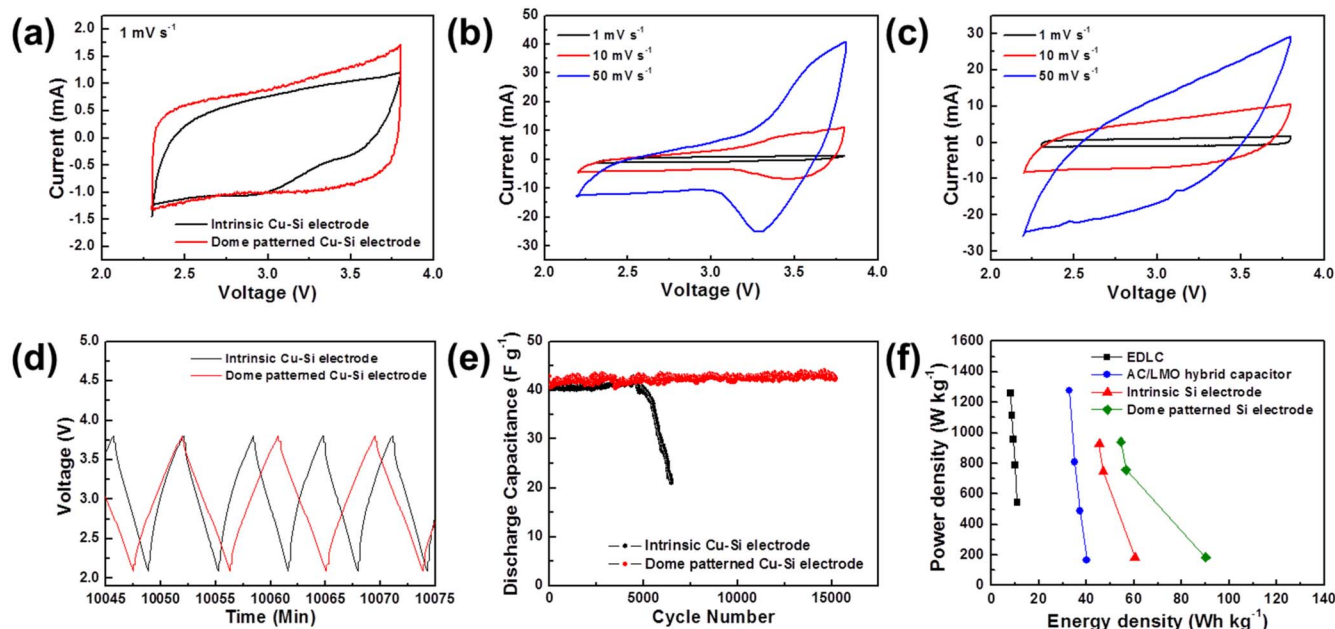 (a)
1 mV s⁻¹
2.0
1.5
1.0
0.5
0.0
-0.5
-1.0
-1.5
-2.0
Current (mA)
Intrinsic Cu-Si electrode
Dome patterned Cu-Si electrode
2.0 2.5 3.0 3.5 4.0
Voltage (V)
(b)
1 mV s⁻¹
10 mV s⁻¹
50 mV s⁻¹
50
40
30
20
10
0
-10
-20
-30
Current (mA)
2.0 2.5 3.0 3.5 4.0
Voltage (V)
(c)
1 mV s⁻¹
10 mV s⁻¹
50 mV s⁻¹
30
20
10
0
-10
-20
-30
Current (mA)
2.0 2.5 3.0 3.5 4.0
Voltage (V)
(d)
Intrinsic Cu-Si electrode
Dome patterned Cu-Si electrode
5.0
4.5
4.0
3.5
3.0
2.5
2.0
Voltage (V)
10045 10050 10055 10060 10065 10070 10075
Time (Min)
(e)
50
40
30
20
10
0
Discharge Capacitance (F g⁻¹)
Intrinsic Cu-Si electrode
Dome patterned Cu-Si electrode
0 5000 10000 15000
Cycle Number
(f)
EDLC
AC/LMO hybrid capacitor
Intrinsic Si electrode
Dome patterned Si electrode
1600
1400
1200
1000
800
600
400
200
0
Power density (W kg⁻¹)
0 20 40 60 80 100 120 140
Energy density (Wh kg⁻¹)